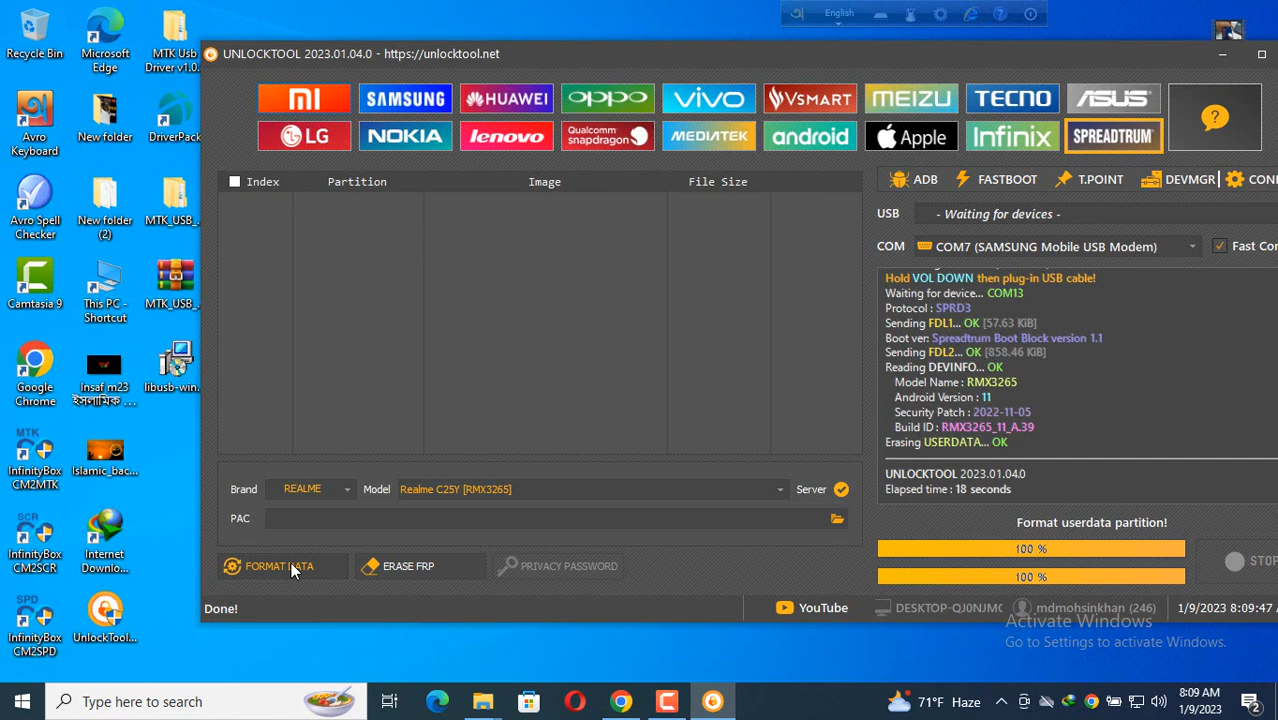 Recycle Bin
Microsoft
Edge
MTK Usb
Driver v1.0..
Avro
Keyboard
New folder
DriverPack
Avro Spell
Checker
New folder
(2)
MTK_USB_..
Camtasia 9
This PC -
Shortcut
MTK_USB_..
Google
Chrome
Insaf m23
ইসলামিক ...
libusb-win..
MTK
InfinityBox
CM2MTK
Islamic_bac...
SCR
InfinityBox
CM2SCR
Internet
Downlo...
SPD
InfinityBox
CM2SPD
UnlockTool...
English
UNLOCKTOOL 2023.01.04.0 - https://unlocktool.net
mi SAMSUNG HUAWEI oppo vivo VSMART MEIZU TECNO ASUS ?
LG NOKIA lenovo Qualcomm snapdragon MEDIATEK android Apple Infinix SPREADTRUM
Index Partition Image File Size
ADB FASTBOOT T.POINT DEVMGR CON
USB - Waiting for devices -
COM COM7 (SAMSUNG Mobile USB Modem) Fast Cor
Hold VOL DOWN then plug-in USB cable!
Waiting for device... COM13
Protocol : SPRD3
Sending FDL1... OK [57.63 KiB]
Boot ver: Spreadtrum Boot Block version 1.1
Sending FDL2... OK [858.46 KiB]
Reading DEVINFO... OK
Model Name : RMX3265
Android Version : 11
Security Patch : 2022-11-05
Build ID : RMX3265_11_A.39
Erasing USERDATA... OK
UNLOCKTOOL 2023.01.04.0
Elapsed time : 18 seconds
Brand REALME Model Realme C25Y [RMX3265] Server
PAC
Format userdata partition!
100 %
100 %
STOP
FORMAT DATA ERASE FRP PRIVACY PASSWORD
Done! YouTube DESKTOP-QJ0NJM mdmohsinkhan (246) 1/9/2023 8:09:47
Activate Windows
Go to Settings to activate Windows.
Type here to search
71°F Haze
8:09 AM
1/9/2023
2